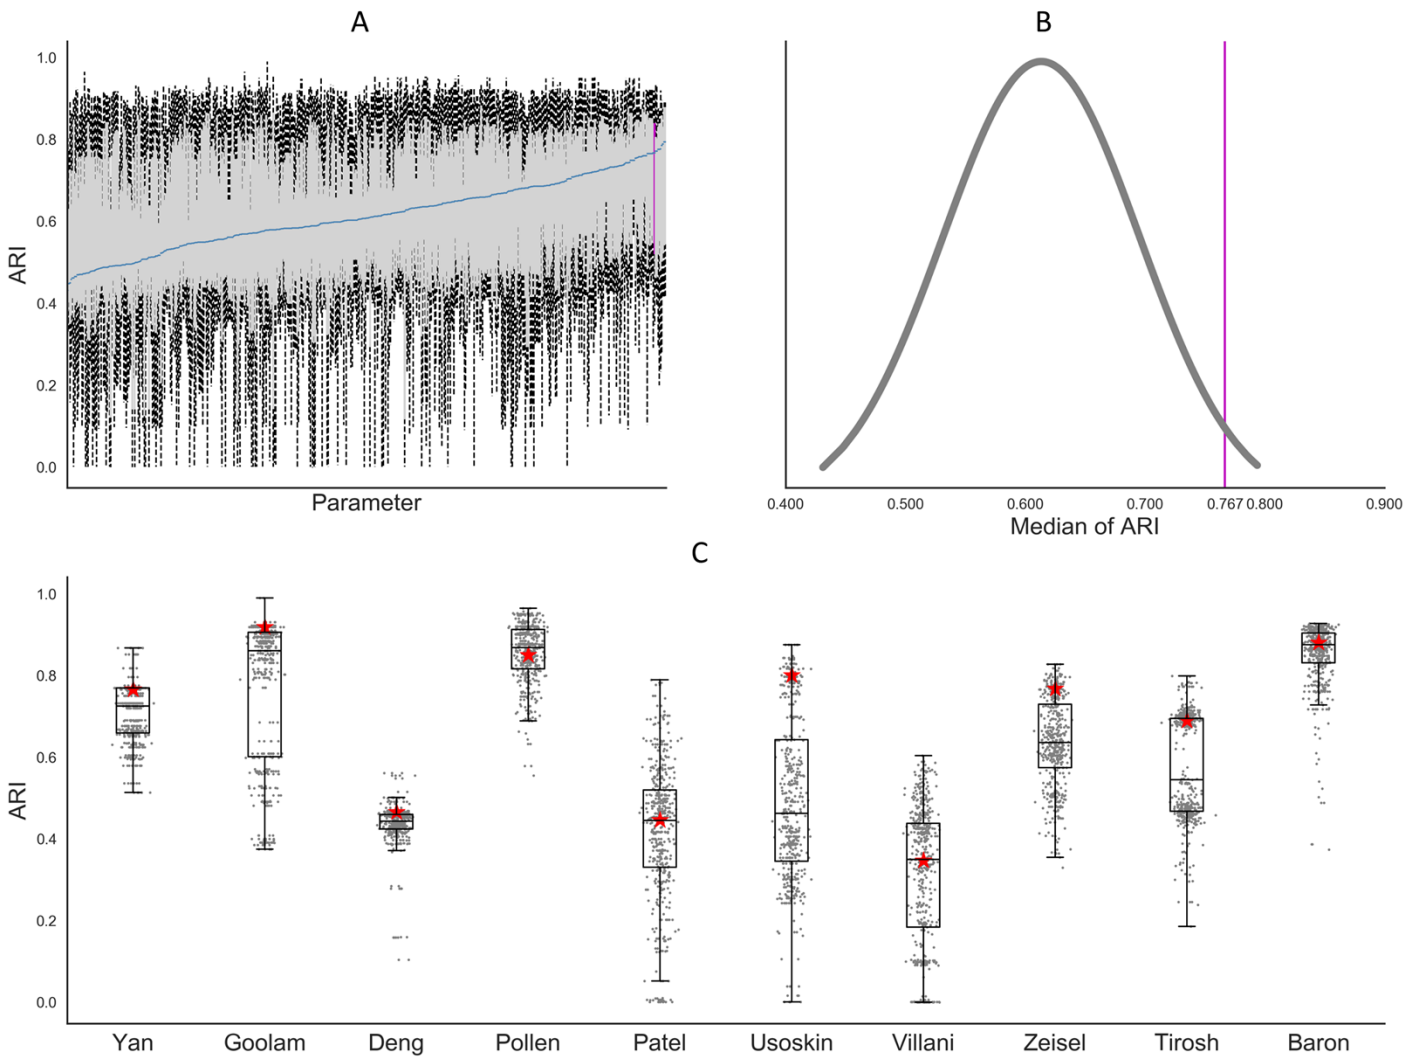 A
B
1.0
0.8
0.6
0.4
0.2
0.0
ARI
Parameter
0.400 0.500 0.600 0.700 0.767 0.800 0.900
Median of ARI
C
1.0
0.8
0.6
0.4
0.2
0.0
ARI
Yan Goolam Deng Pollen Patel Usoskin Villani Zeisel Tirosh Baron